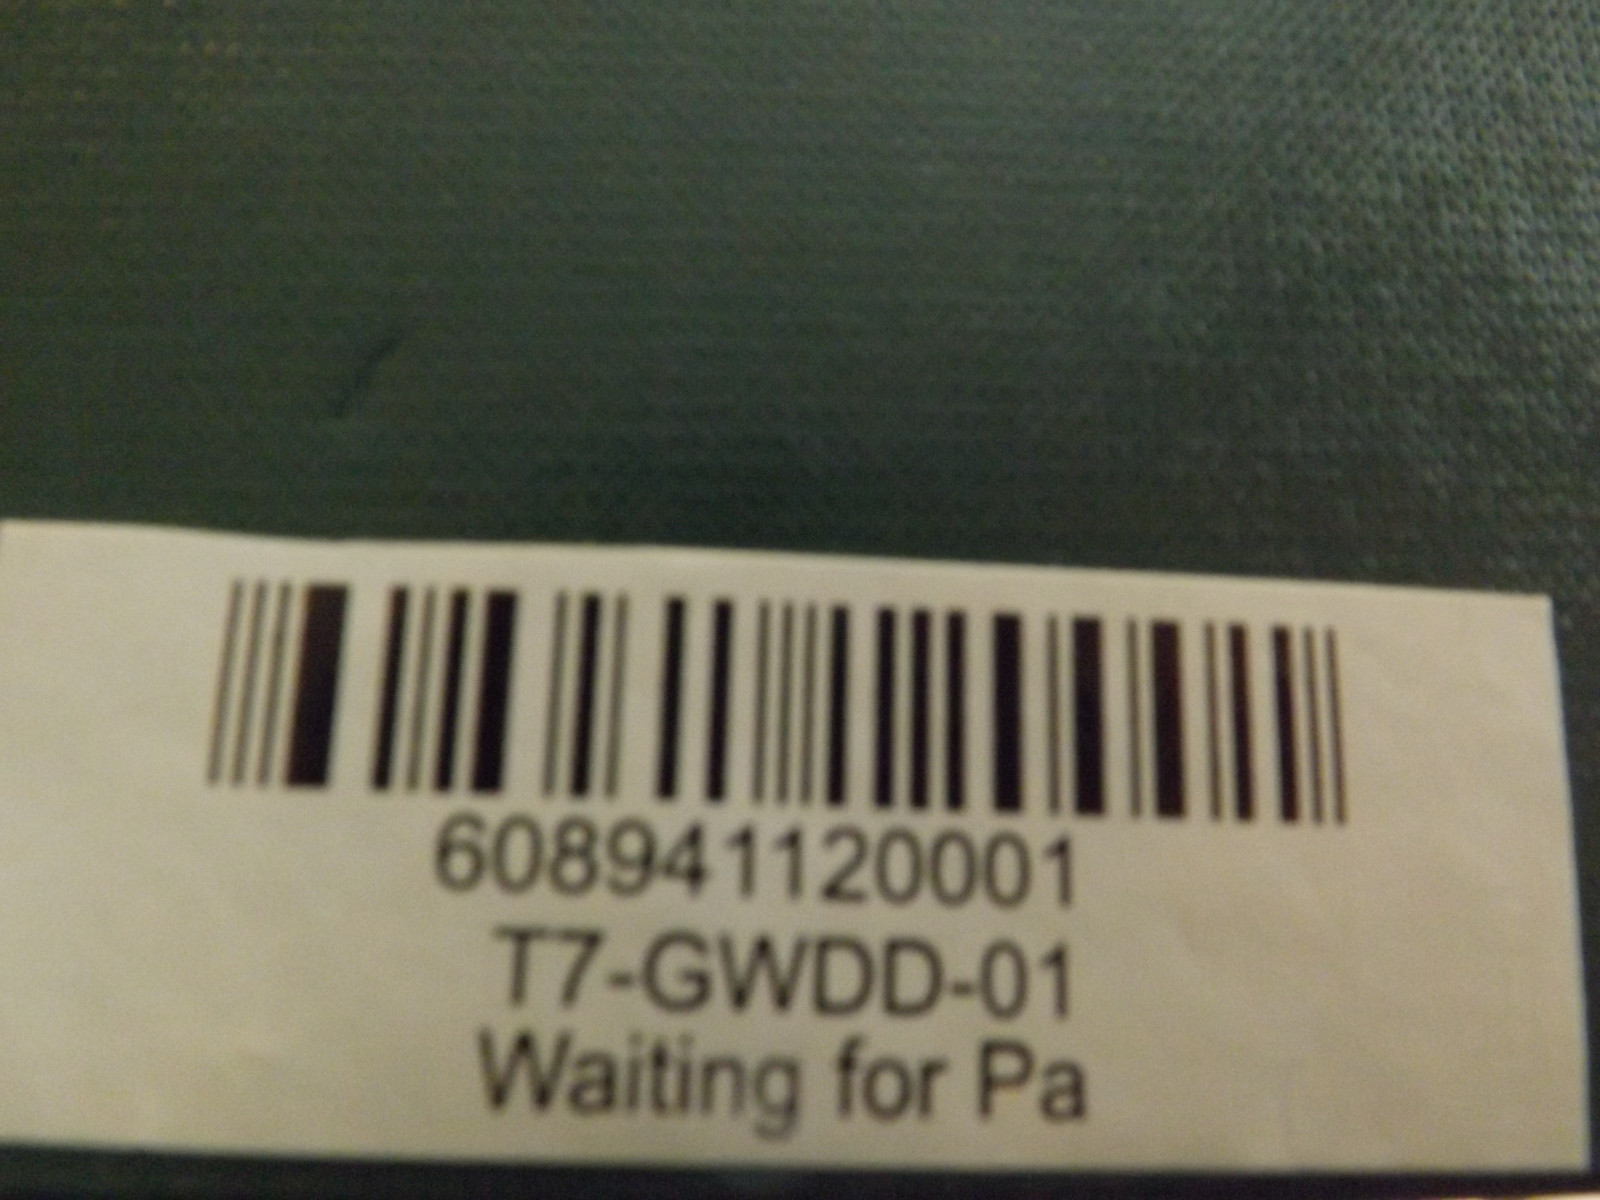 608941120001
T7-GWDD-01
Waiting for Pa